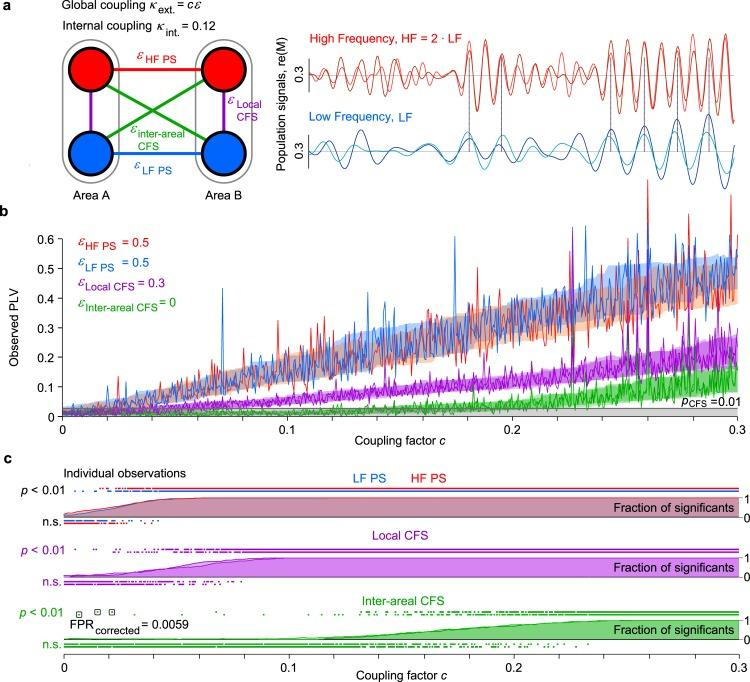 a
Global coupling κext. = cε
Internal coupling κint. = 0.12
εHF PS
εLocal CFS
εInter-areal CFS
εLF PS
Area A
Area B
Population signals, re(M)
High Frequency, HF = 2 · LF
0.3
Low Frequency, LF
0.3
b
Observed PLV
0.6
0.5
0.4
0.3
0.2
0.1
0
εHF PS = 0.5
εLF PS = 0.5
εLocal CFS = 0.3
εInter-areal CFS = 0
pCFS = 0.01
0
0.1
0.2
0.3
Coupling factor c
c
Individual observations
LF PS
HF PS
p < 0.01
n.s.
Fraction of significants
1
0
Local CFS
p < 0.01
n.s.
Fraction of significants
1
0
Inter-areal CFS
p < 0.01
FPRcorrected = 0.0059
n.s.
Fraction of significants
1
0
0
0.1
0.2
0.3
Coupling factor c